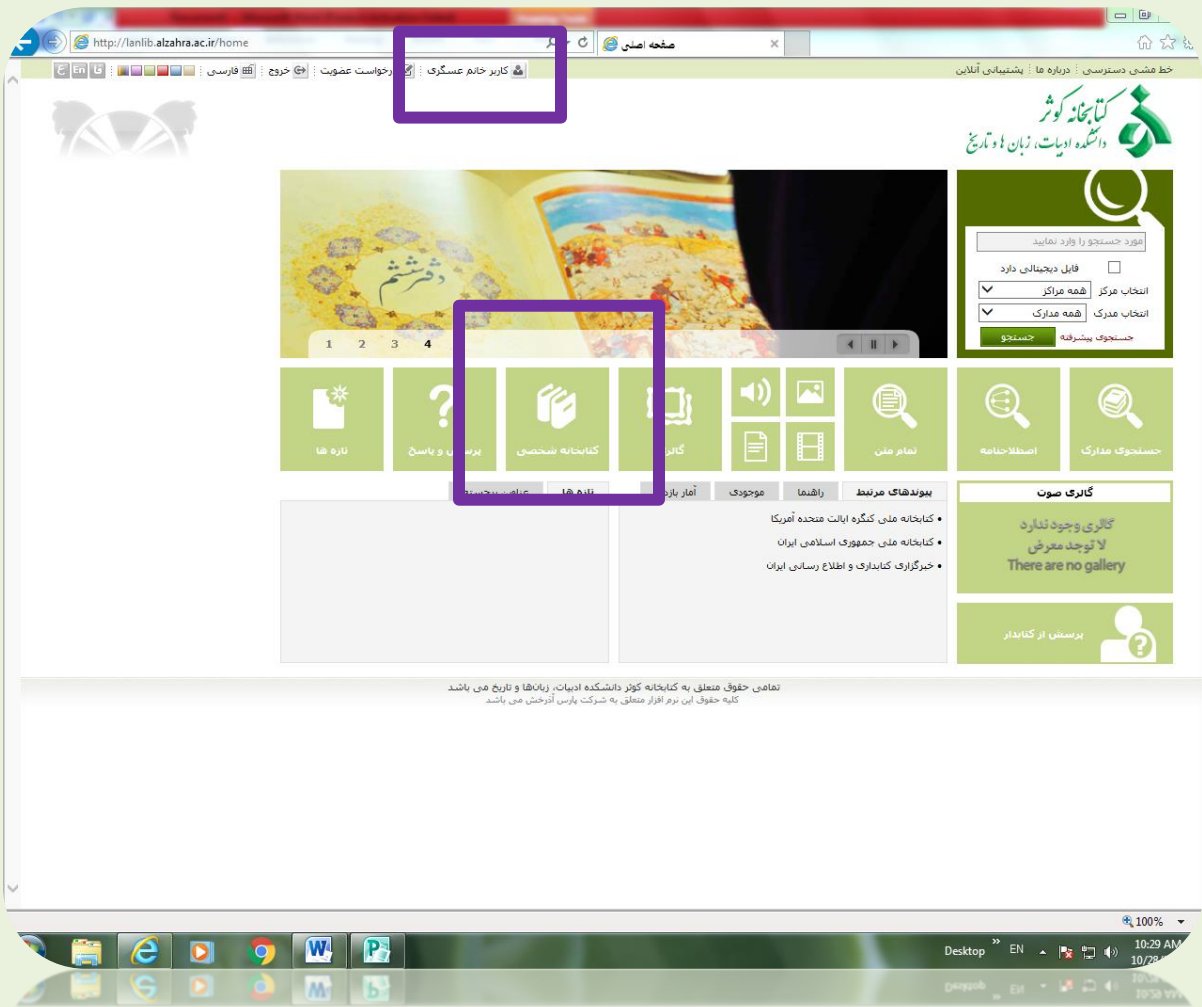 http://lanlib.alzahra.ac.ir/home
صفحه اصلی
خط مشی دسترسی : درباره ما : پشتیبانی آنلاین
کاربر خانم عسگری : رخواست عضویت : خروج : فارسی : فا En ع
کتابخانه کوثر
دانشکده ادبیات، زبان ها و تاریخ
مورد جستجو را وارد نمایید
فایل دیجیتالی دارد
انتخاب مرکز همه مراکز
انتخاب مدرک همه مدارک
جستجوی پیشرفته جستجو
1 2 3 4
جستجوی مدارک
اصطلاحنامه
تمام متن
کتابخانه شخصی
تازه ها
گالری صوت
گالری وجود ندارد
لا توجد معرض
There are no gallery
پرسش از کتابدار
پیوندهای مرتبط
راهنما
موجودی
• کتابخانه ملی کنگره ایالت متحده آمریکا
• کتابخانه ملی جمهوری اسلامی ایران
• خبرگزاری کتابداری و اطلاع رسانی ایران
تمامی حقوق متعلق به کتابخانه کوثر دانشکده ادبیات، زبان‌ها و تاریخ می باشد
کلیه حقوق این نرم افزار متعلق به شرکت پارس آذرخش می باشد
100%
Desktop » EN
10:29 AM